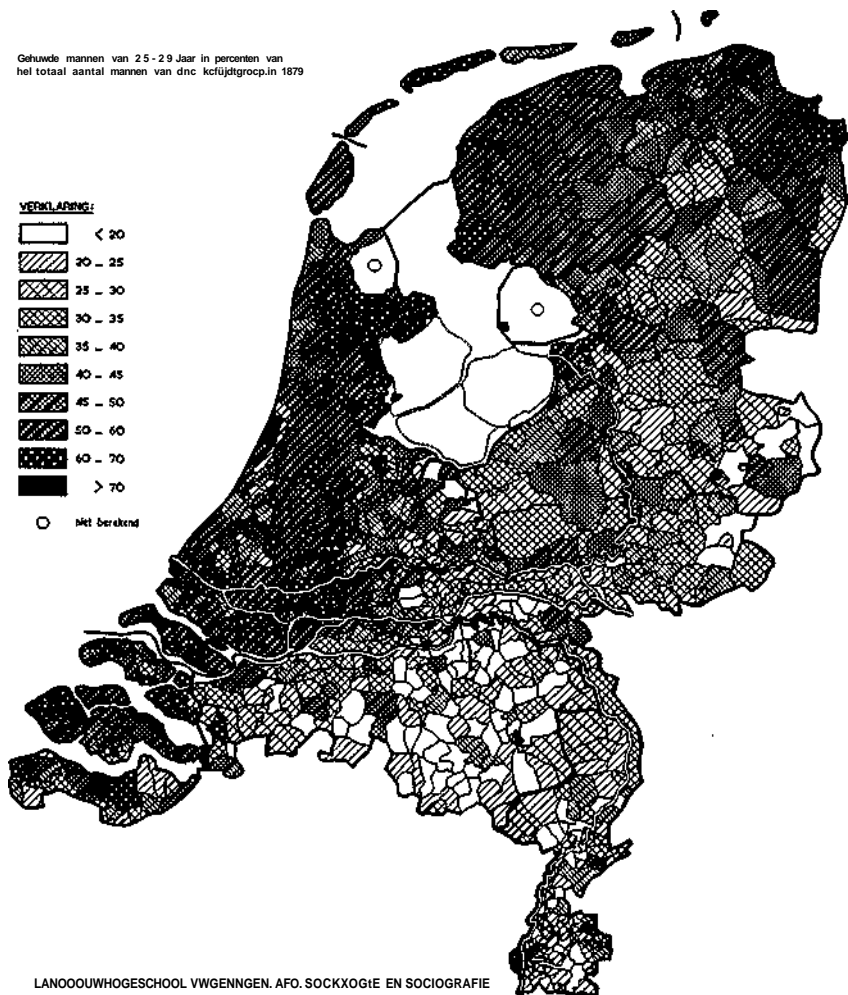 Gehuwde mannen van 25-29 Jaar in percenten van
hel totaal aantal mannen van dnc kcfüjdtgrocp.in 1879
VERKLARING:
< 20
20 - 25
25 - 30
30 - 35
35 - 40
40 - 45
45 - 50
50 - 60
60 - 70
> 70
Niet berekend
LANOOOUWHOGESCHOOL VWGENNGEN. AFO. SOCKXOGtE EN SOCIOGRAFIE